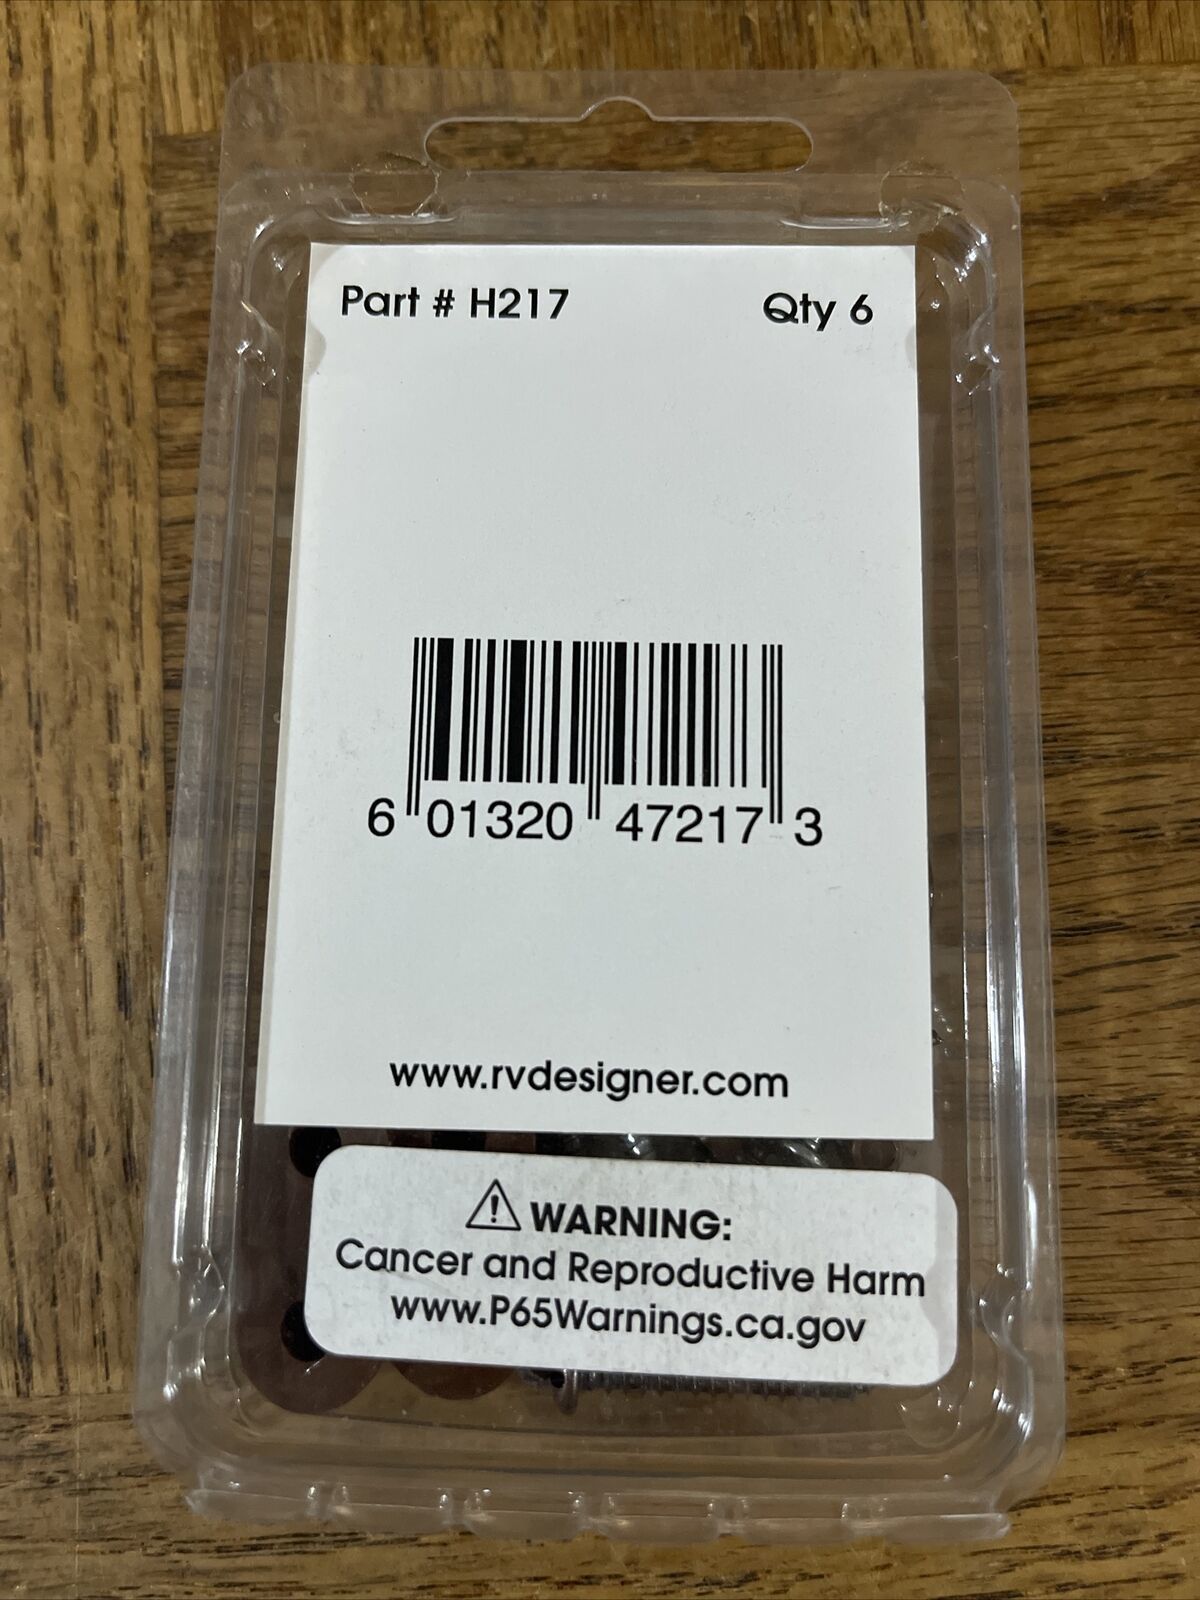 Part # H217 Qty 6
6 01320 47217 3
www.rvdesigner.com
WARNING:
Cancer and Reproductive Harm
www.P65Warnings.ca.gov